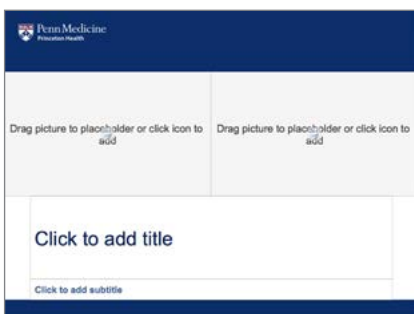 Penn Medicine
Princeton Health
Drag picture to placeholder or click icon to
add
Drag picture to placeholder or click icon to
add
Click to add title
Click to add subtitle